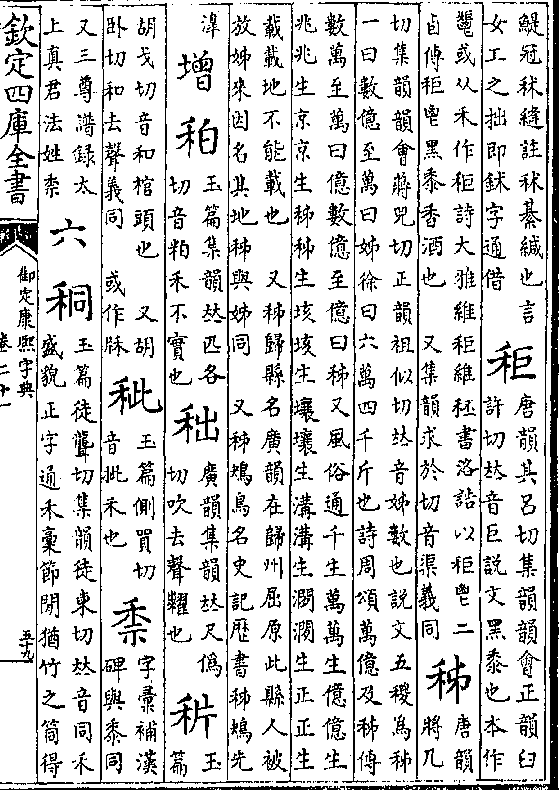 鯷冠秫縫註秫綦鍼也言
女工之拙即鉥字通借
秬
唐韻其呂切集韻韻會正韻臼
許切𠀤音巨說文黑黍也本作
𩰪或从禾作秬詩大雅維秬維秠書洛誥以秬鬯二
卣傳秬鬯黑黍香酒也　又集韻求於切音渠義同
秭
唐韻
將几
切集韻韻會蔣兕切正韻祖似切𠀤音姊數也說文五稷爲秭
一曰數億至萬曰秭徐曰六萬四千斤也詩周頌萬億及秭傳
數萬至萬曰億數億至億曰秭又風俗通千生萬萬生億億生
兆兆生京京生秭秭生垓垓生壤壤生溝溝生澗澗生正正生
載載地不能載也　又秭歸縣名廣韻在歸州屈原此縣人被
放姊來因名其地秭與姊同　又秭鳺鳥名史記歷書秭鳺先
滜
增
䄸
玉篇集韻𠀤匹各
切音粕禾不實也
廣韻集韻𠀤尺僞
切吹去聲糶也
玉
篇
胡戈切音和棺頭也　又胡
臥切和去聲義同　或作牀
玉篇側買切
音批禾也
字彙補漢
碑與黍同
又三尊譜録太
上真君法姓
六
秱
玉篇徒聾切集韻徒東切𠀤音同禾
盛貌正字通禾稾節閒猶竹之筒得
欽定四庫全書
御定康熙字典
卷二十一
五十九